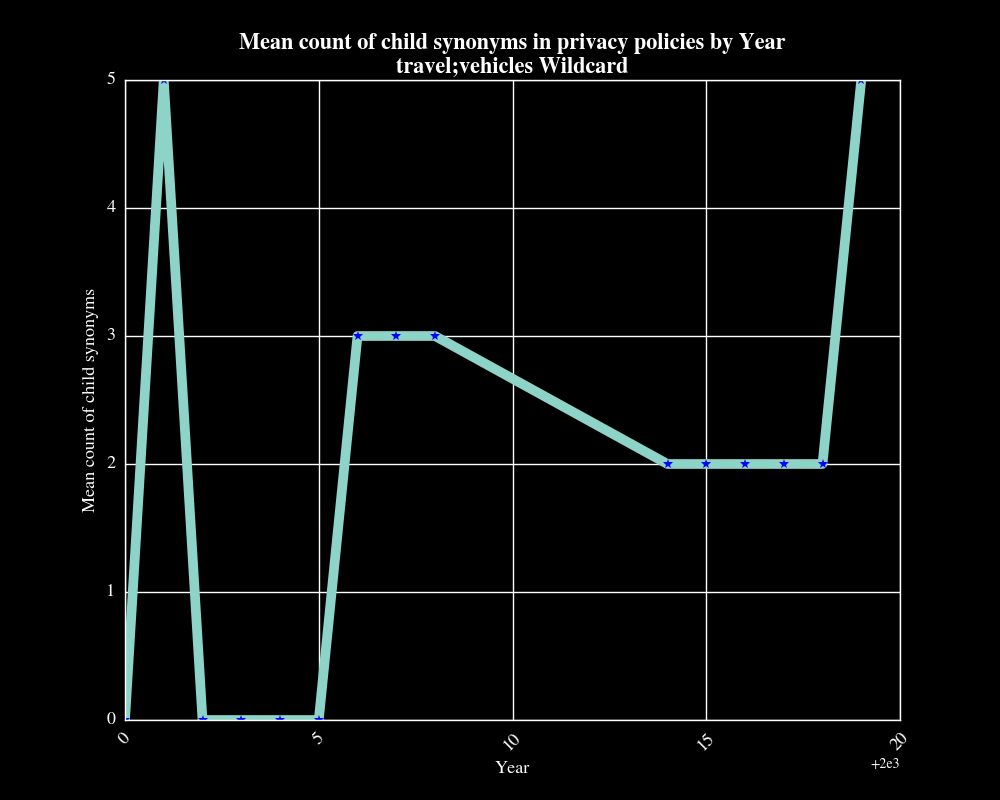 Mean count of child synonyms in privacy policies by Year
travel;vehicles Wildcard
5
4
3
2
1
0
Mean count of child synonyms
0
5
10
15
20
+2e3
Year